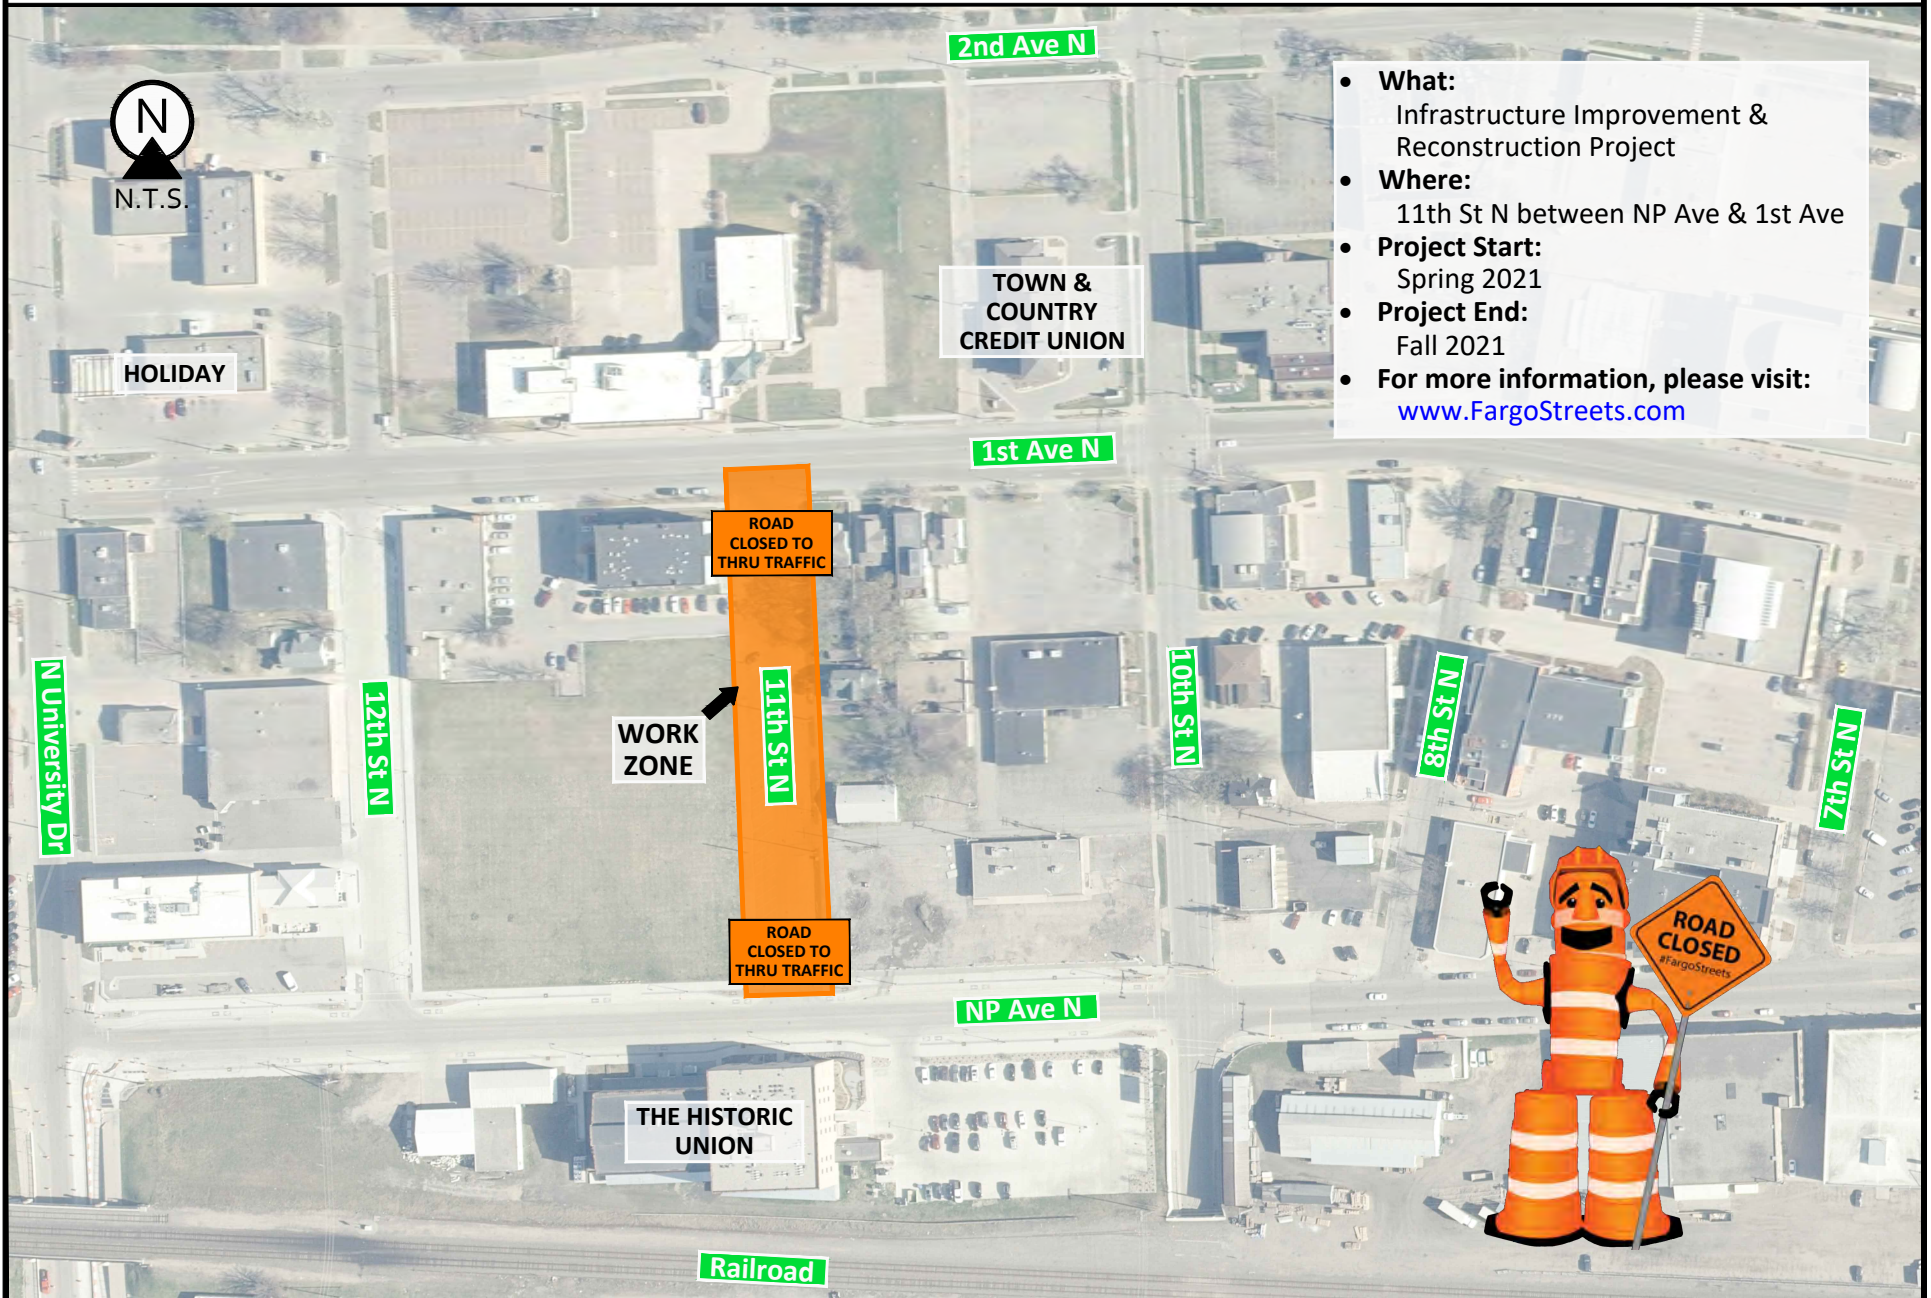 2nd Ave N
N
N.T.S.
• What:
Infrastructure Improvement &
Reconstruction Project
• Where:
11th St N between NP Ave & 1st Ave
• Project Start:
Spring 2021
• Project End:
Fall 2021
• For more information, please visit:
www.FargoStreets.com
TOWN &
COUNTRY
CREDIT UNION
HOLIDAY
1st Ave N
ROAD
CLOSED TO
THRU TRAFFIC
N University Dr
12th St N
WORK
ZONE
11th St N
10th St N
8th St N
7th St N
ROAD
CLOSED TO
THRU TRAFFIC
ROAD
CLOSED
#FargoStreets
NP Ave N
THE HISTORIC
UNION
Railroad